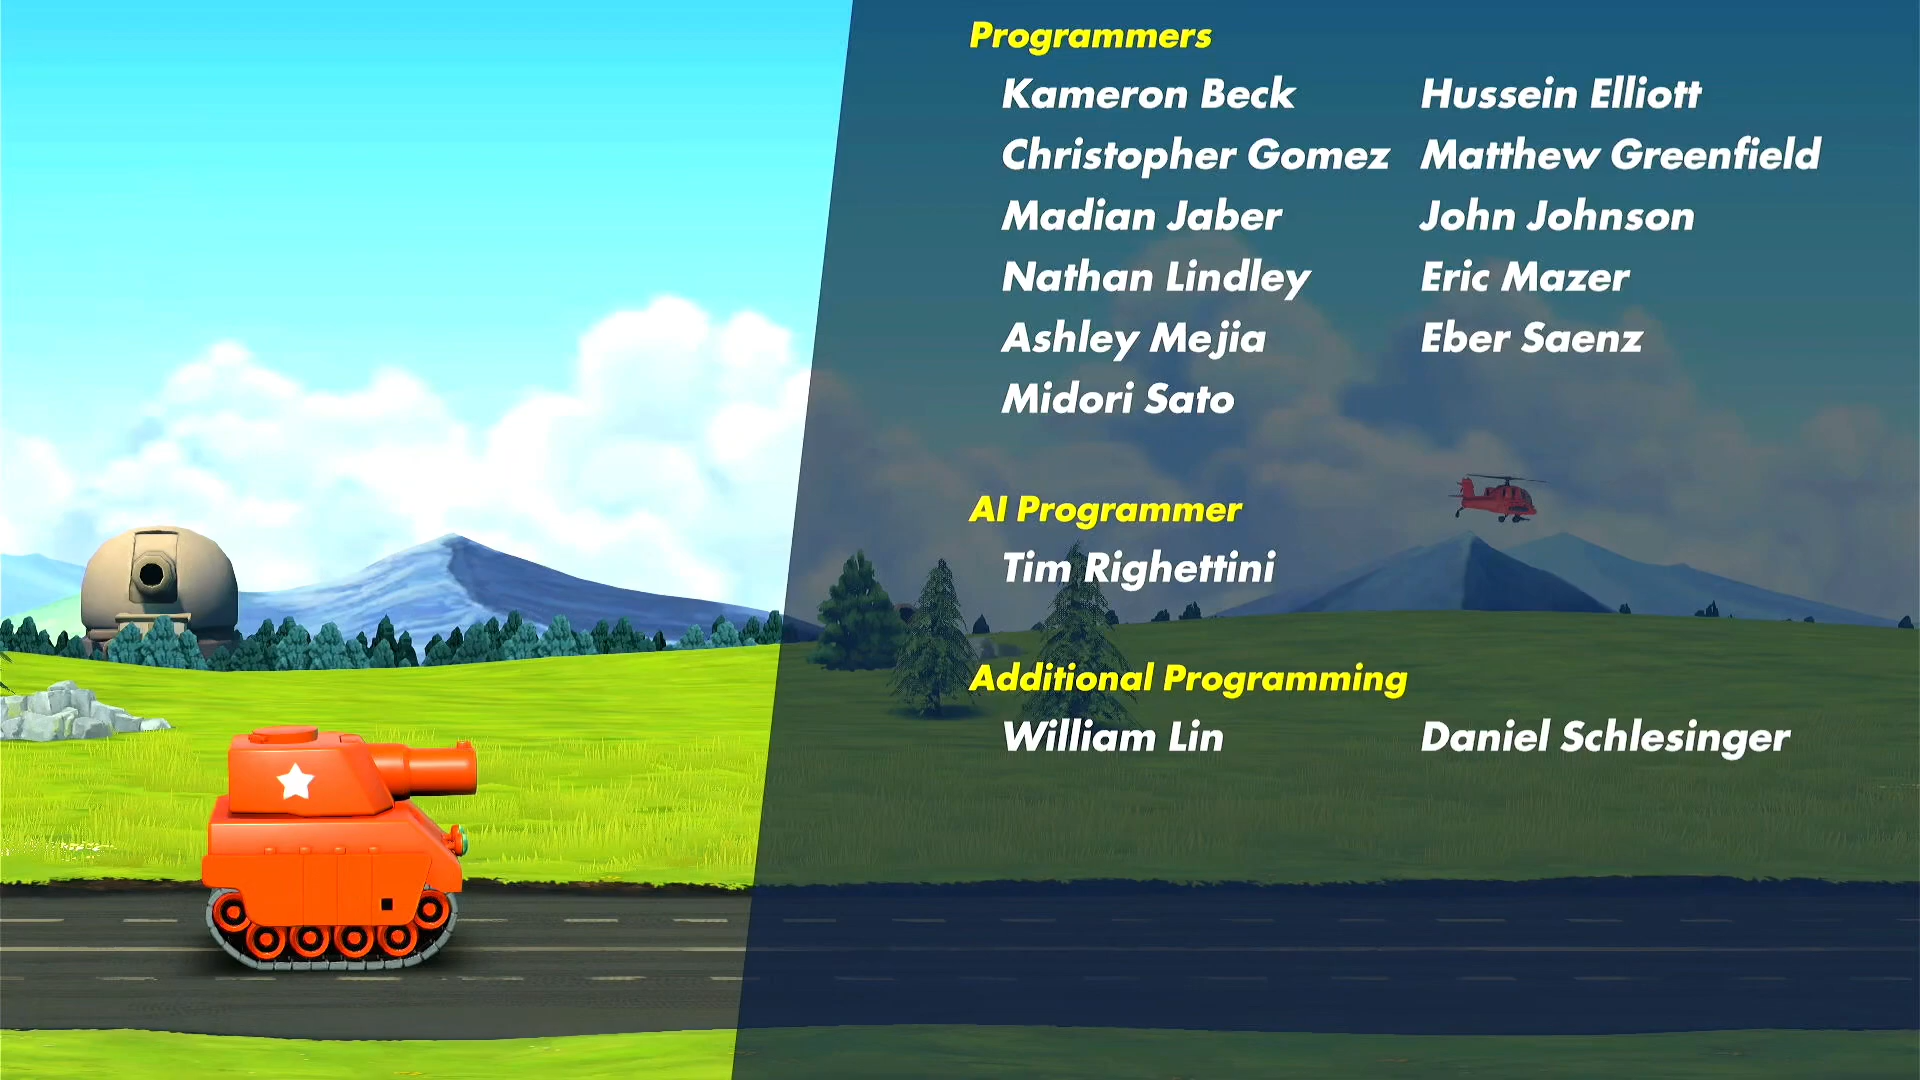 Programmers
Kameron Beck Hussein Elliott
Christopher Gomez Matthew Greenfield
Madian Jaber John Johnson
Nathan Lindley Eric Mazer
Ashley Mejia Eber Saenz
Midori Sato
AI Programmer
Tim Righettini
Additional Programming
William Lin Daniel Schlesinger